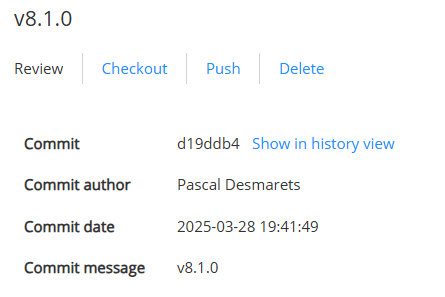 v8.1.0
Review Checkout Push Delete
Commit d19ddb4 Show in history view
Commit author Pascal Desmarets
Commit date 2025-03-28 19:41:49
Commit message v8.1.0